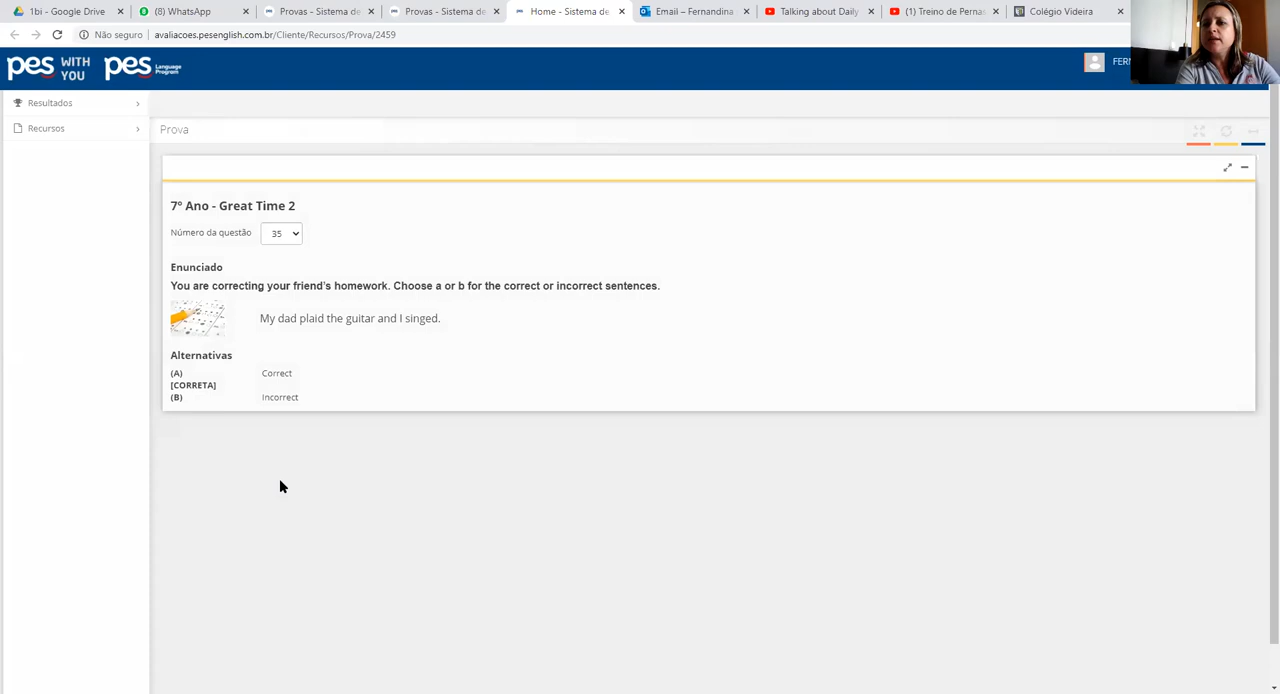 1bi - Google Drive
(8) WhatsApp
Provas - Sistema de
Provas - Sistema de
Home - Sistema de
Email – Fernandina
Talking about Daily
(1) Treino de Pernas
Colégio Videira
Não seguro | avaliacoes.pesenglish.com.br/Cliente/Recursos/Prova/2459
pes WITH YOU pes Language Program
FERN
Resultados
Recursos
Prova
7º Ano - Great Time 2
Número da questão 35
Enunciado
You are correcting your friend's homework. Choose a or b for the correct or incorrect sentences.
My dad plaid the guitar and I singed.
Alternativas
(A) Correct
[CORRETA]
(B) Incorrect